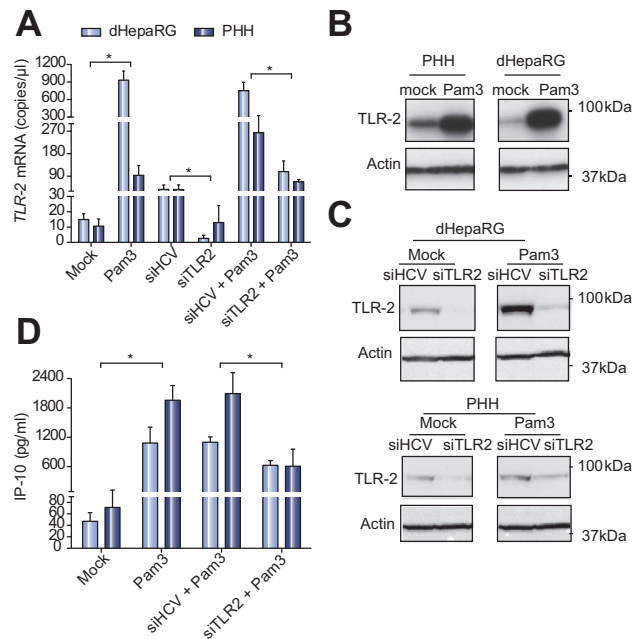 A
dHepaRG PHH
TLR-2 mRNA (copies/µl)
1200
900
600
300
270
180
90
30
20
10
0
*
*
*
Mock
Pam3
siHCV
siTLR2
siHCV + Pam3
siTLR2 + Pam3
B
PHH dHepaRG
mock Pam3 mock Pam3
TLR-2
100kDa
Actin
37kDa
C
dHepaRG
Mock Pam3
siHCV siTLR2 siHCV siTLR2
TLR-2
100kDa
Actin
37kDa
PHH
Mock Pam3
siHCV siTLR2 siHCV siTLR2
TLR-2
100kDa
Actin
37kDa
D
IP-10 (pg/ml)
2400
1800
1200
600
80
60
40
20
0
*
*
Mock
Pam3
siHCV + Pam3
siTLR2 + Pam3